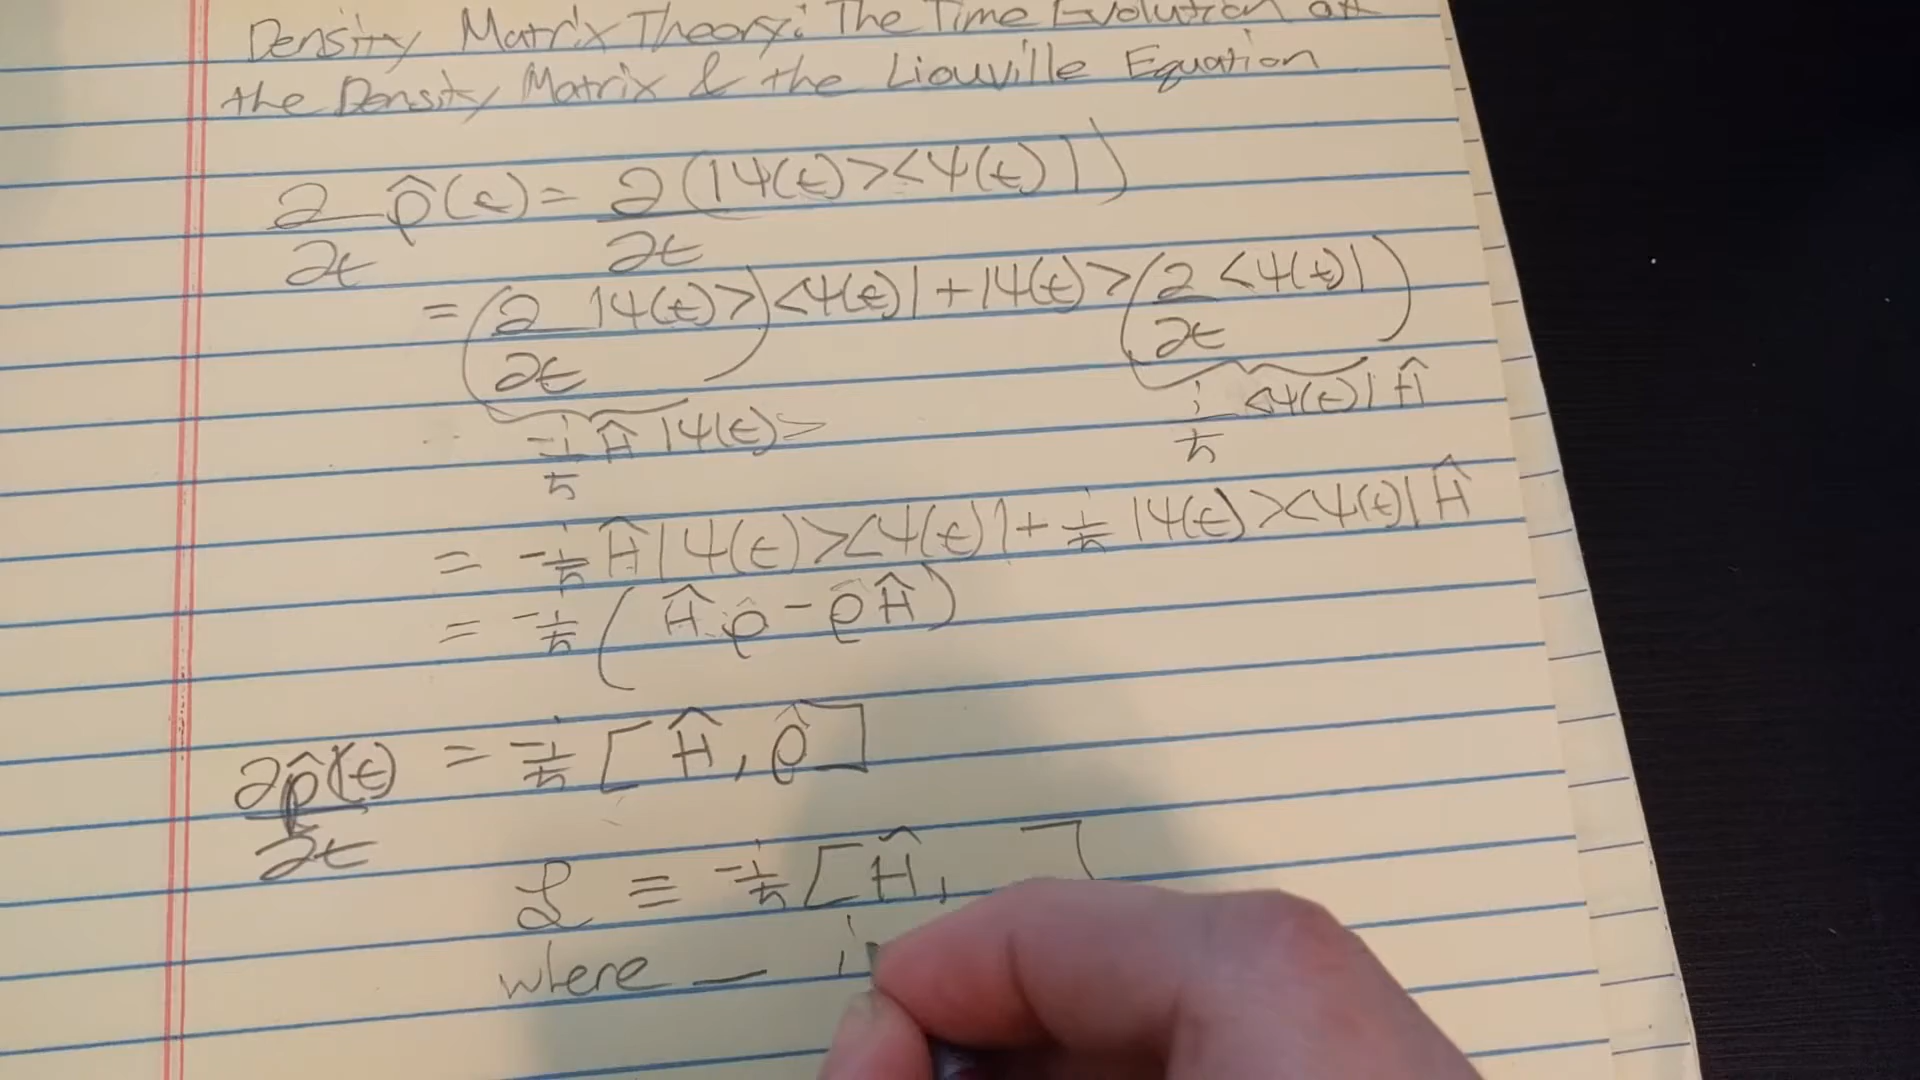 Density Matrix Theory: The Time Evolution of
the Density Matrix & the Liouville Equation
∂/∂t ρ̂(t) = ∂/∂t (|Ψ(t)><Ψ(t)|)
= (∂/∂t |Ψ(t)>) <Ψ(t)| + |Ψ(t)> (∂/∂t <Ψ(t)|)
-i/ħ Ĥ |Ψ(t)> i/ħ <Ψ(t)| Ĥ
= -i/ħ Ĥ|Ψ(t)><Ψ(t)| + i/ħ |Ψ(t)><Ψ(t)| Ĥ
= -i/ħ (Ĥρ̂ - ρ̂Ĥ)
∂ρ̂(t)/∂t = -i/ħ [Ĥ, ρ̂]
ℒ ≡ -i/ħ [Ĥ, ]
where —